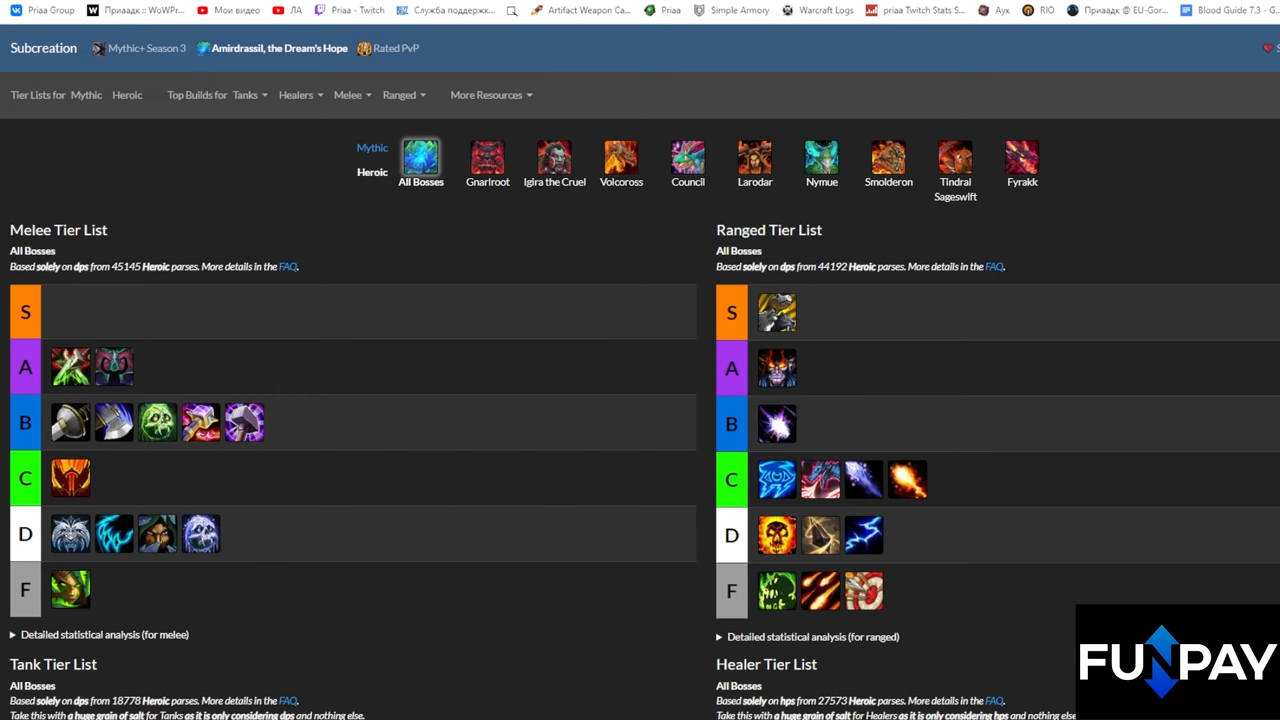 Priaa Group
Приаадк :: WoWPr...
Мои видео
ЛА
Priaa - Twitch
Служба поддержк...
Artifact Weapon Ca...
Priaa
Simple Armory
Warcraft Logs
priaa Twitch Stats S...
Аук
RIO
Приаадк @ EU-Gor...
Blood Guide 7.3 - G...
Subcreation
Mythic+ Season 3
Amirdrassil, the Dream's Hope
Rated PvP
Tier Lists for Mythic Heroic Top Builds for Tanks Healers Melee Ranged More Resources
Mythic
Heroic
All Bosses
Gnarlroot
Igira the Cruel
Volcoross
Council
Larodar
Nymue
Smolderon
Tindral
Sageswift
Fyrakk
Melee Tier List
All Bosses
Based solely on dps from 45145 Heroic parses. More details in the FAQ.
S
A
B
C
D
F
Detailed statistical analysis (for melee)
Ranged Tier List
All Bosses
Based solely on dps from 44192 Heroic parses. More details in the FAQ.
S
A
B
C
D
F
Detailed statistical analysis (for ranged)
Tank Tier List
All Bosses
Based solely on dps from 18778 Heroic parses. More details in the FAQ.
Take this with a huge grain of salt for Tanks as it is only considering dps and nothing else.
Healer Tier List
All Bosses
Based solely on hps from 27573 Heroic parses. More details in the FAQ.
Take this with a huge grain of salt for Healers as it is only considering hps and nothing else
FUNPAY